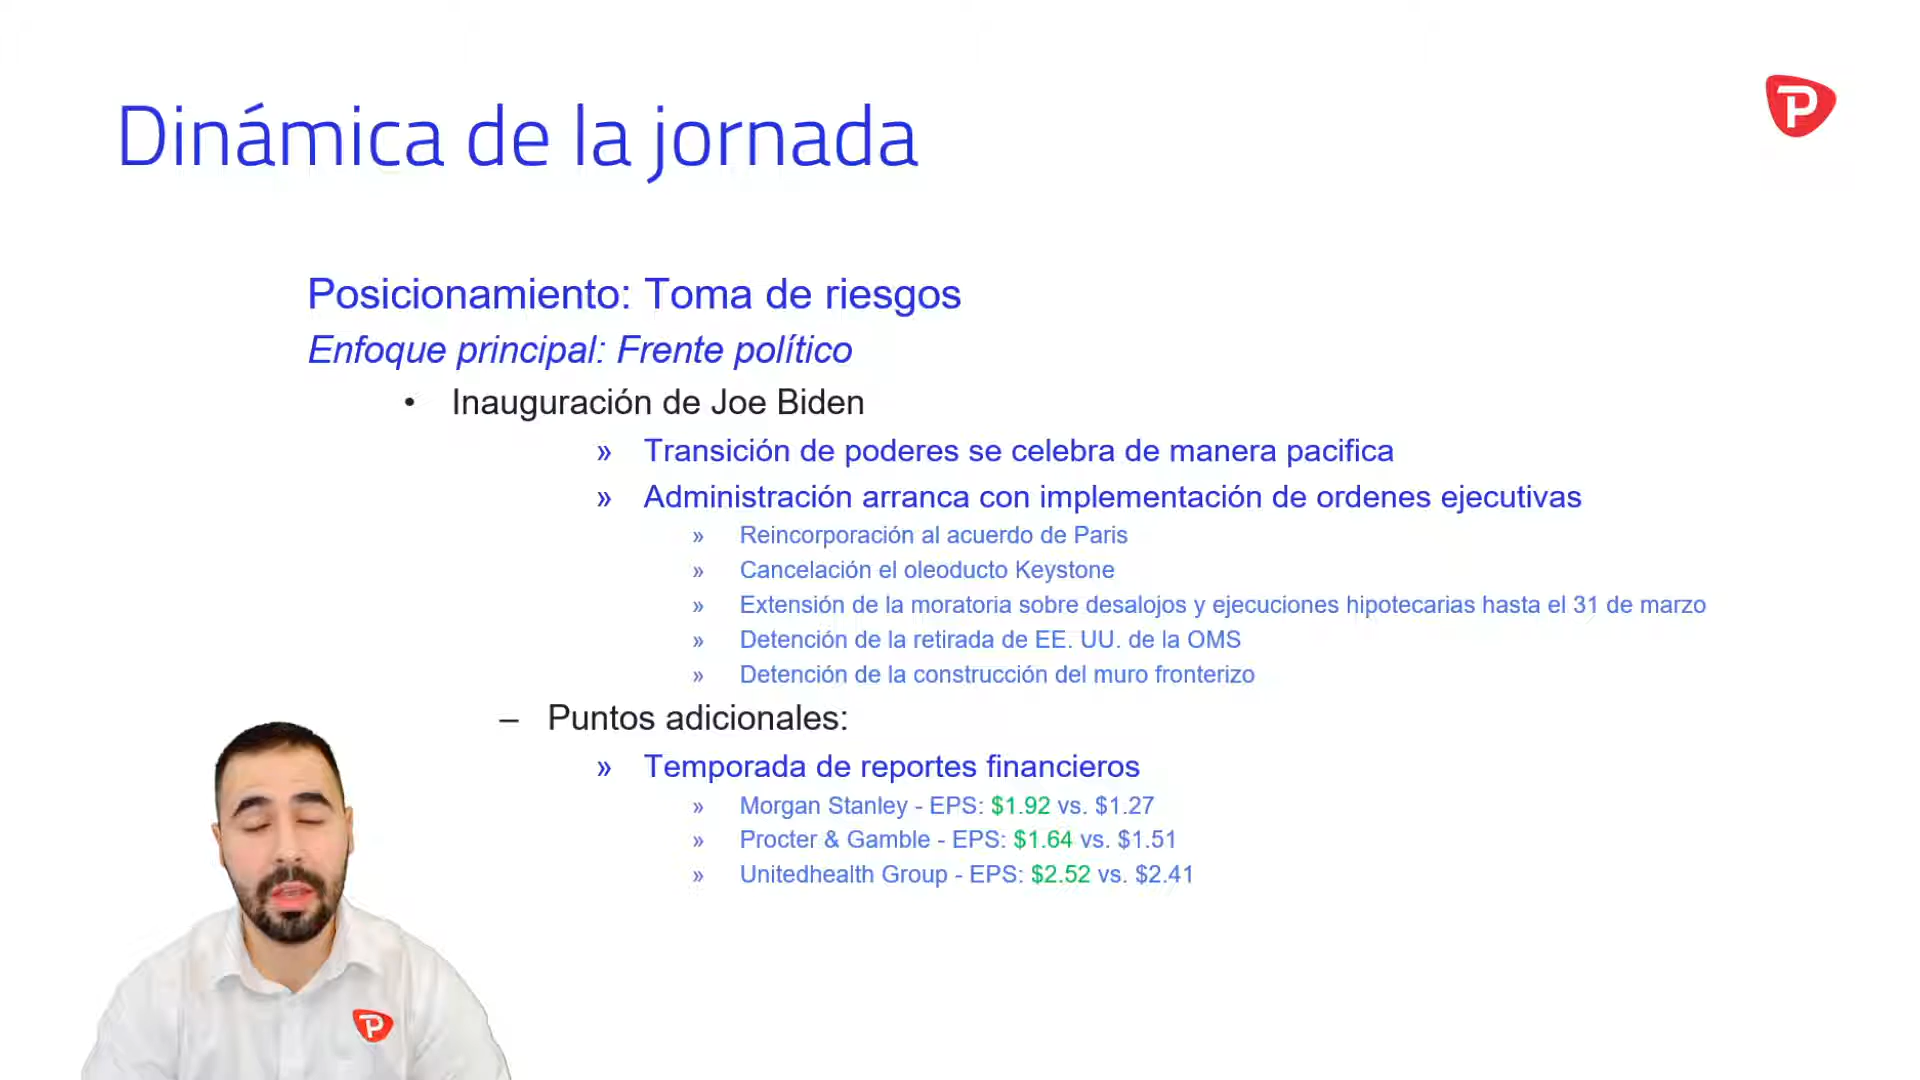 Dinámica de la jornada
P
Posicionamiento: Toma de riesgos
Enfoque principal: Frente político
• Inauguración de Joe Biden
» Transición de poderes se celebra de manera pacifica
» Administración arranca con implementación de ordenes ejecutivas
» Reincorporación al acuerdo de Paris
» Cancelación el oleoducto Keystone
» Extensión de la moratoria sobre desalojos y ejecuciones hipotecarias hasta el 31 de marzo
» Detención de la retirada de EE. UU. de la OMS
» Detención de la construcción del muro fronterizo
– Puntos adicionales:
» Temporada de reportes financieros
» Morgan Stanley - EPS: $1.92 vs. $1.27
» Procter & Gamble - EPS: $1.64 vs. $1.51
» Unitedhealth Group - EPS: $2.52 vs. $2.41
P